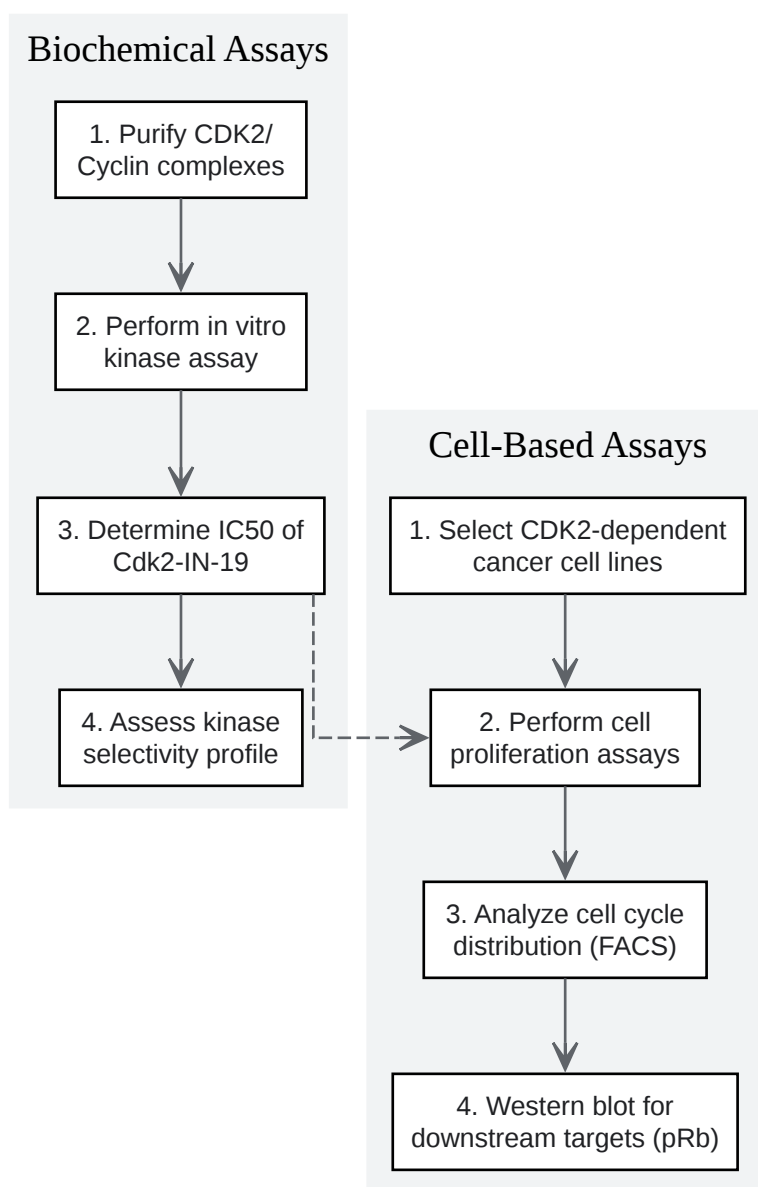 Biochemical Assays
1. Purify CDK2/
Cyclin complexes
2. Perform in vitro
kinase assay
3. Determine IC50 of
Cdk2-IN-19
4. Assess kinase
selectivity profile
Cell-Based Assays
1. Select CDK2-dependent
cancer cell lines
2. Perform cell
proliferation assays
3. Analyze cell cycle
distribution (FACS)
4. Western blot for
downstream targets (pRb)